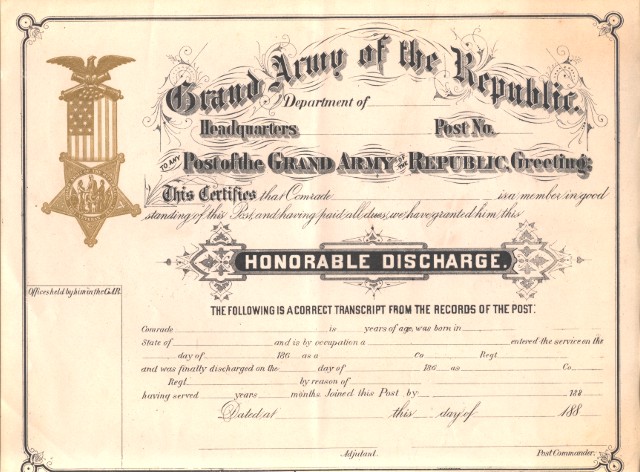 Grand Army of the Republic.
Department of
Headquarters Post No.
TO ANY Post of the GRAND ARMY OF THE REPUBLIC, Greeting:
This Certifies that Comrade is a member in good
standing of this Post, and having paid all dues, we have granted him this
HONORABLE DISCHARGE
Offices held by him in the G.A.R.
THE FOLLOWING IS A CORRECT TRANSCRIPT FROM THE RECORDS OF THE POST:
Comrade is years of age, was born in
State of and is by occupation a entered the service on the
day of 186 as a Co Regt.
and was finally discharged on the day of 186 as Co.
Regt. by reason of
having served years months. Joined this Post by 188
Dated at this day of 188
Adjutant. Post Commander.